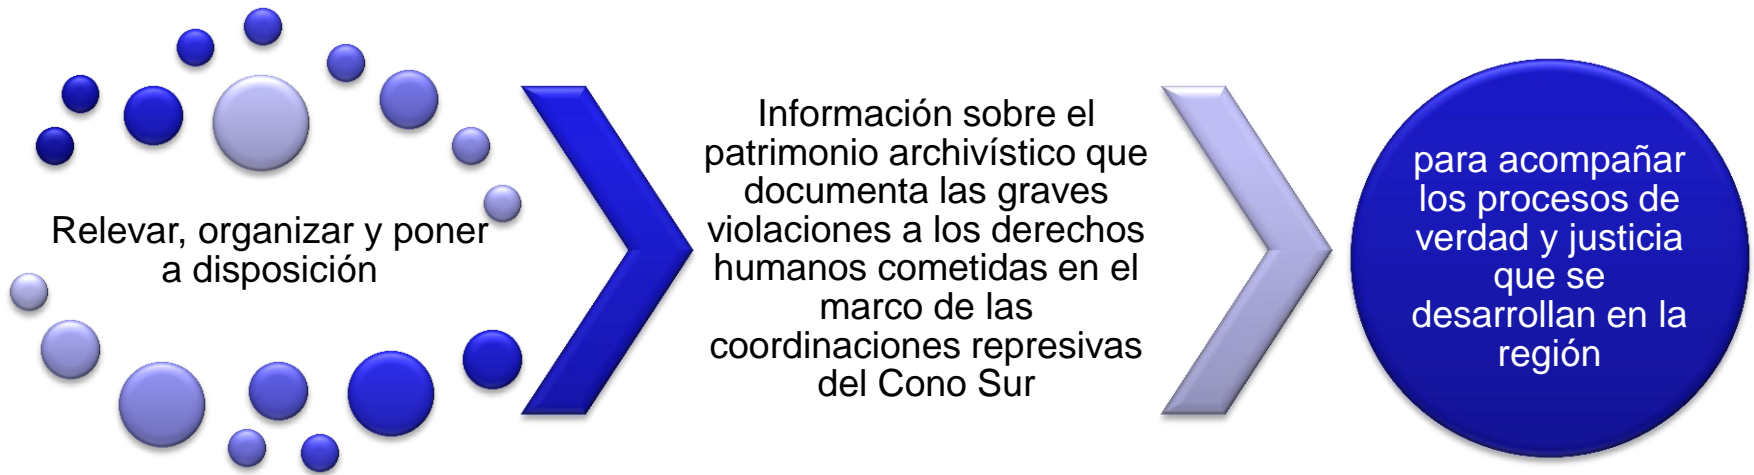 Relevar, organizar y poner
a disposición
Información sobre el
patrimonio archivístico que
documenta las graves
violaciones a los derechos
humanos cometidas en el
marco de las
coordinaciones represivas
del Cono Sur
para acompañar
los procesos de
verdad y justicia
que se
desarrollan en la
región